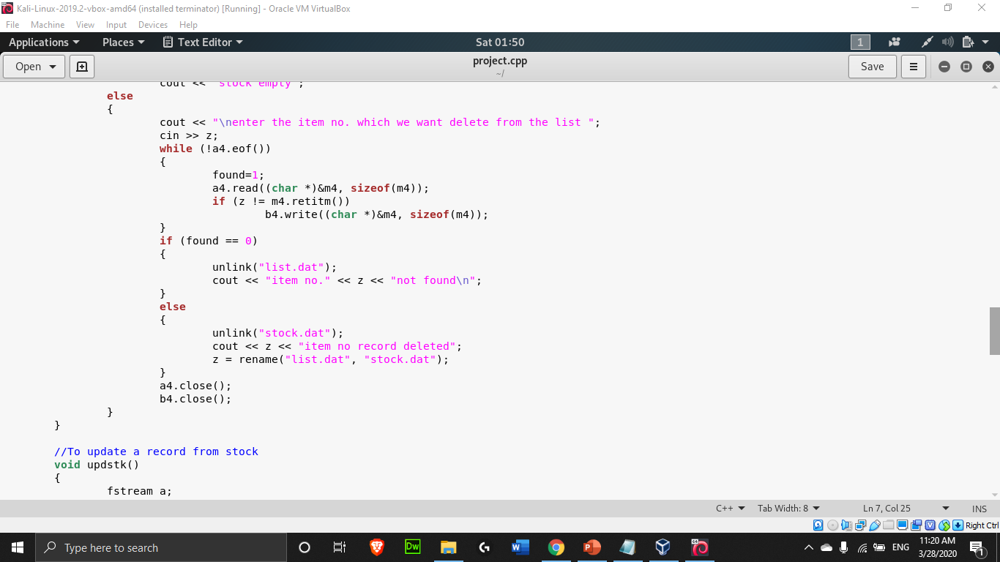 Kali-Linux-2019.2-vbox-amd64 (installed terminator) [Running] - Oracle VM VirtualBox
File Machine View Input Devices Help
Applications Places Text Editor Sat 01:50 1
Open project.cpp Save
~/
cout << "stock empty";
else
{
cout << "\nenter the item no. which we want delete from the list ";
cin >> z;
while (!a4.eof())
{
found=1;
a4.read((char *)&m4, sizeof(m4));
if (z != m4.retitm())
b4.write((char *)&m4, sizeof(m4));
}
if (found == 0)
{
unlink("list.dat");
cout << "item no." << z << "not found\n";
}
else
{
unlink("stock.dat");
cout << z << "item no record deleted";
z = rename("list.dat", "stock.dat");
}
a4.close();
b4.close();
}
}
//To update a record from stock
void updstk()
{
fstream a;
C++ Tab Width: 8 Ln 7, Col 25 INS
Right Ctrl
Type here to search Dw ENG 11:20 AM
3/28/2020 1